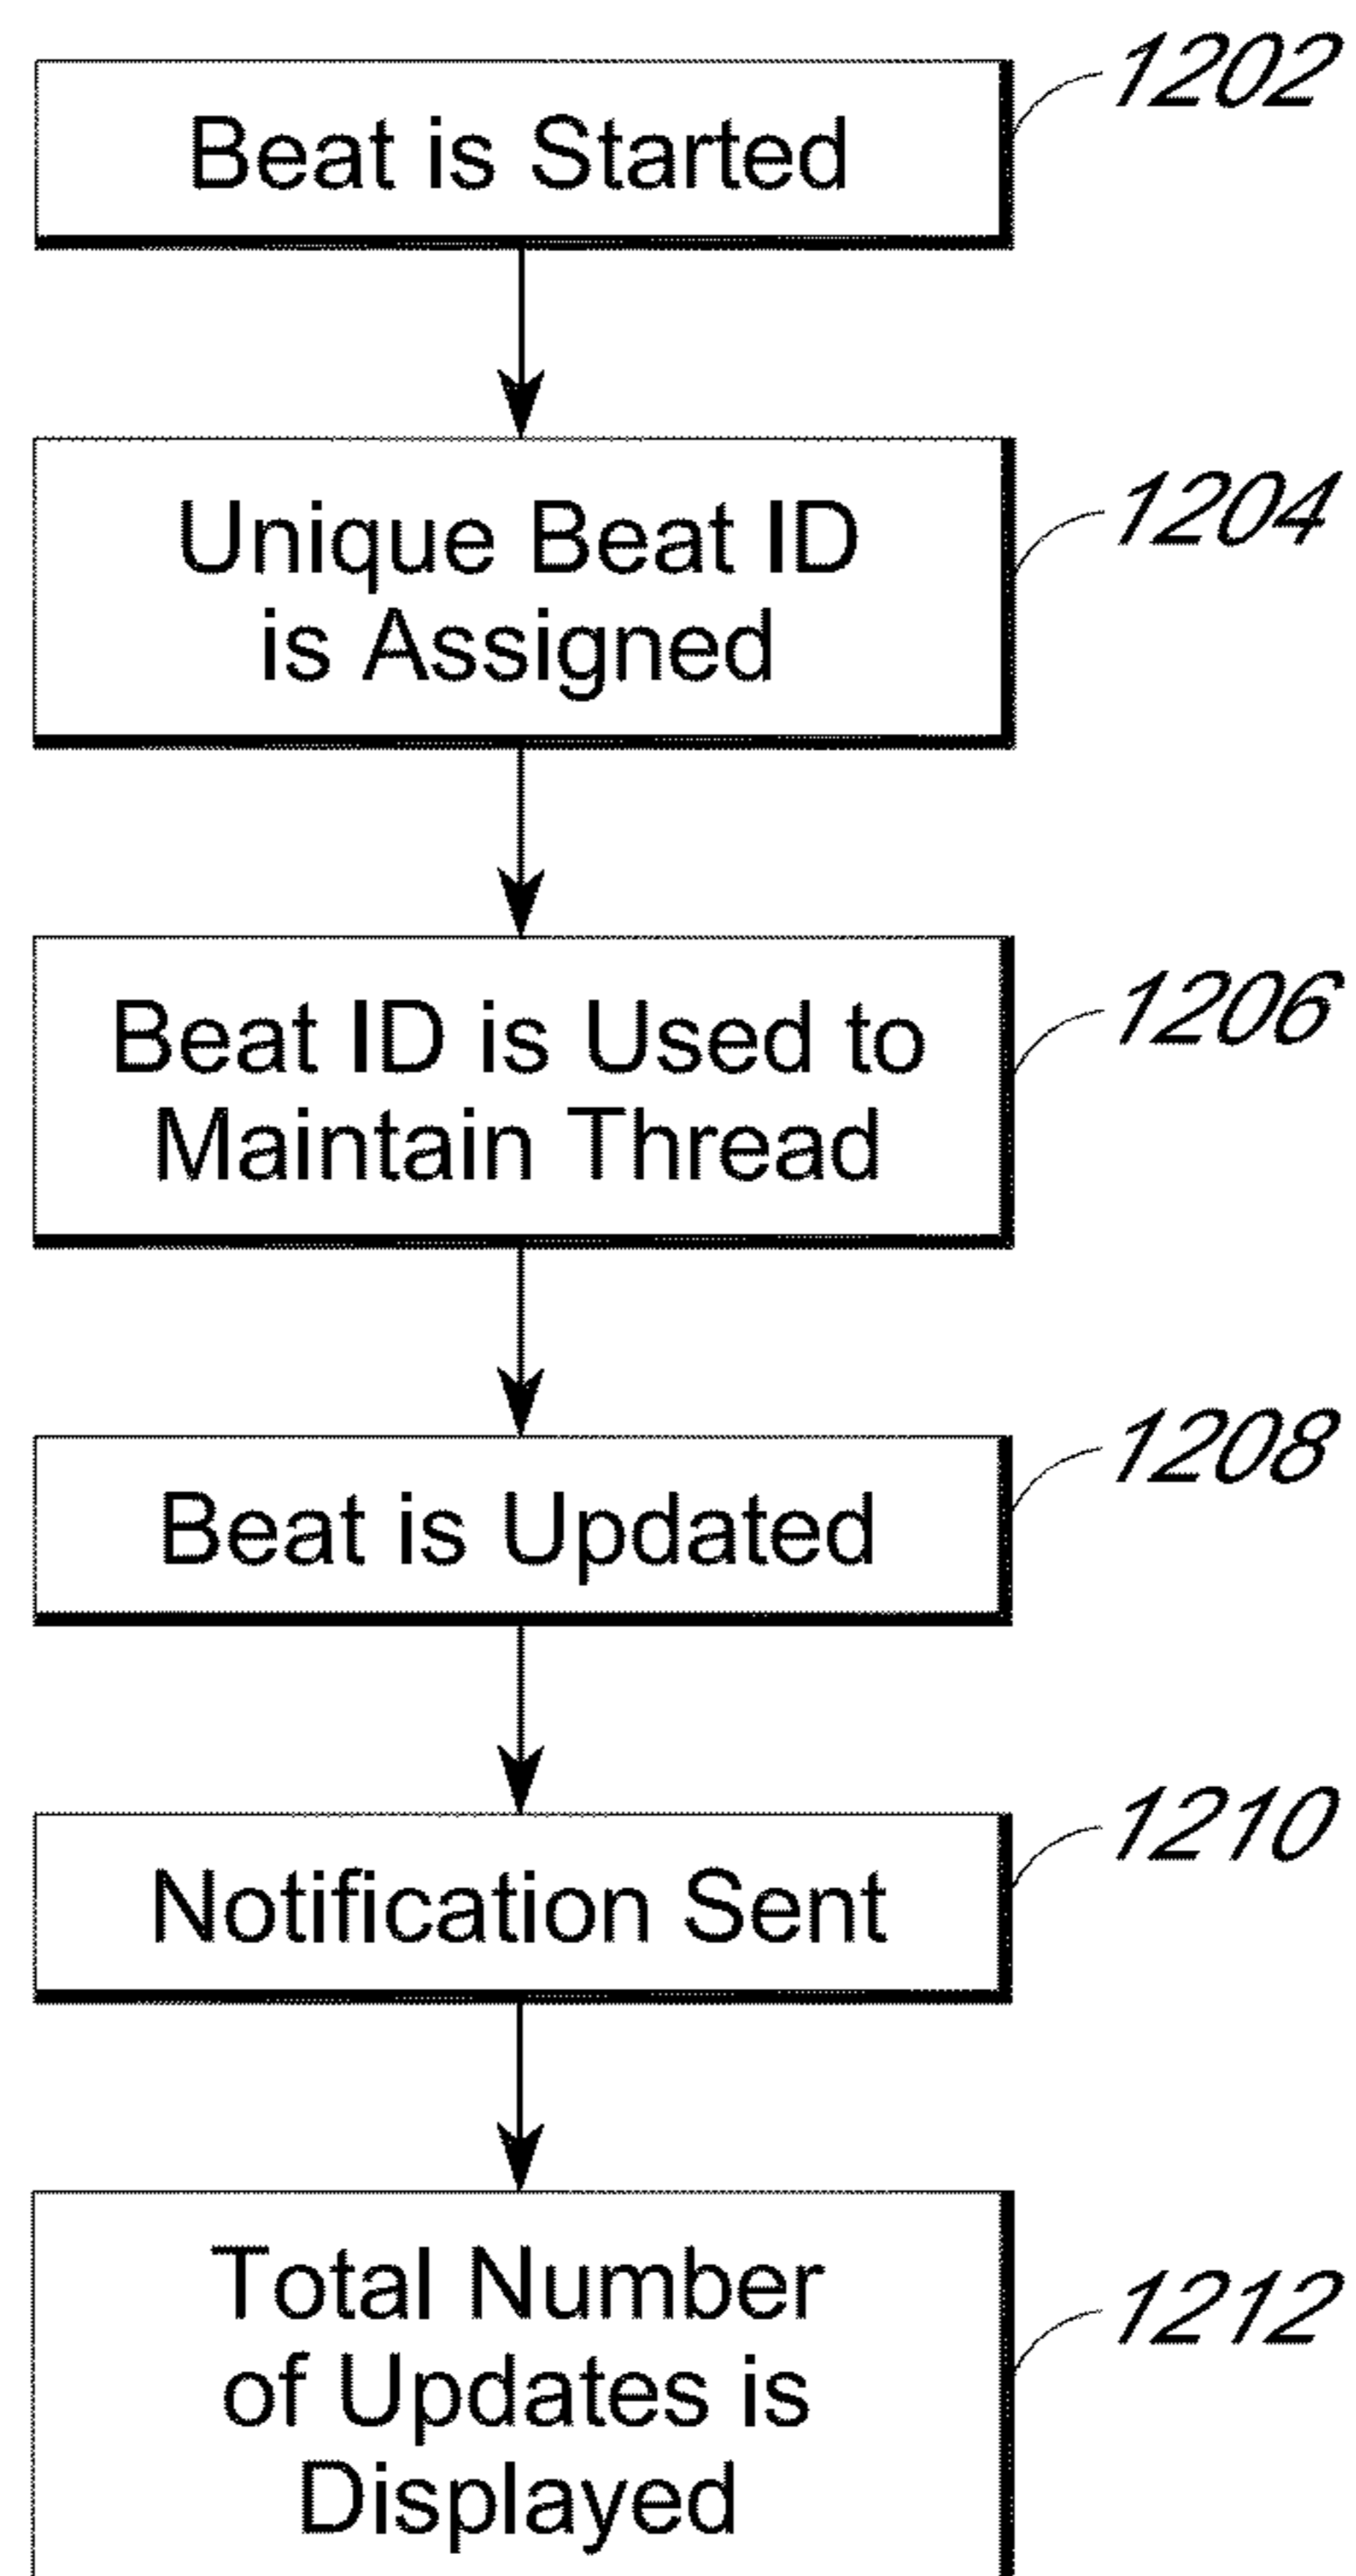 Beat is Started
1202
Unique Beat ID
is Assigned
1204
Beat ID is Used to
Maintain Thread
1206
Beat is Updated
1208
Notification Sent
1210
Total Number
of Updates is
Displayed
1212